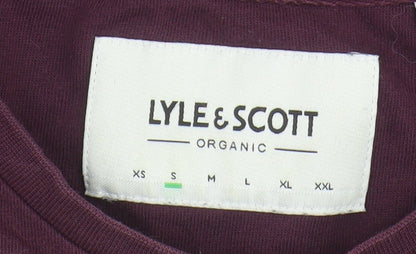 LYLE & SCOTT
ORGANIC
XS S M L XL XXL